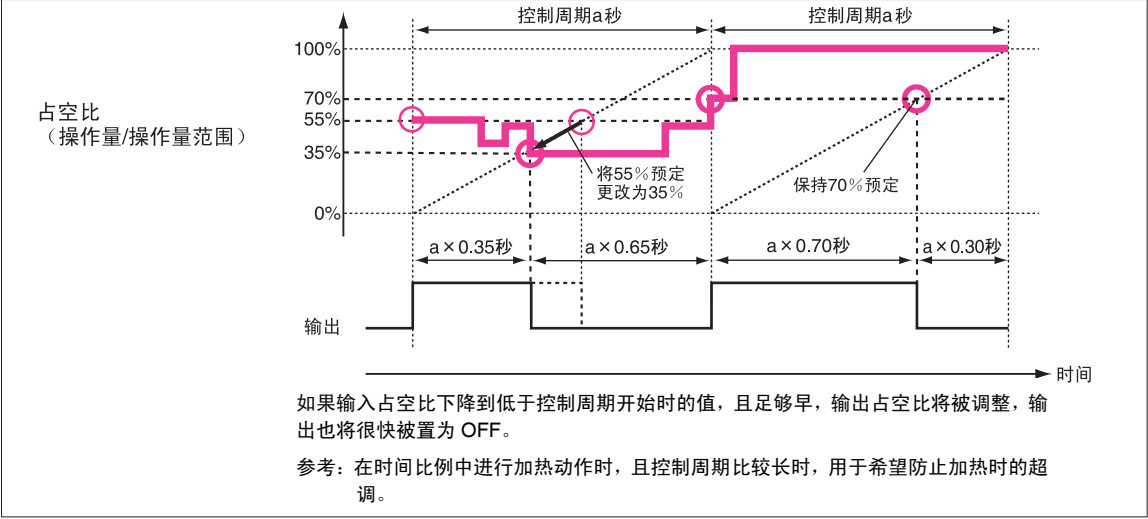 控制周期a秒
控制周期a秒
100%
70%
55%
35%
0%
占空比
（操作量/操作量范围）
将55%预定
更改为35%
保持70%预定
a×0.35秒
a×0.65秒
a×0.70秒
a×0.30秒
输出
时间
如果输入占空比下降到低于控制周期开始时的值，且足够早，输出占空比将被调整，输
出也将很快被置为 OFF。
参考：在时间比例中进行加热动作时，且控制周期比较长时，用于希望防止加热时的超
调。